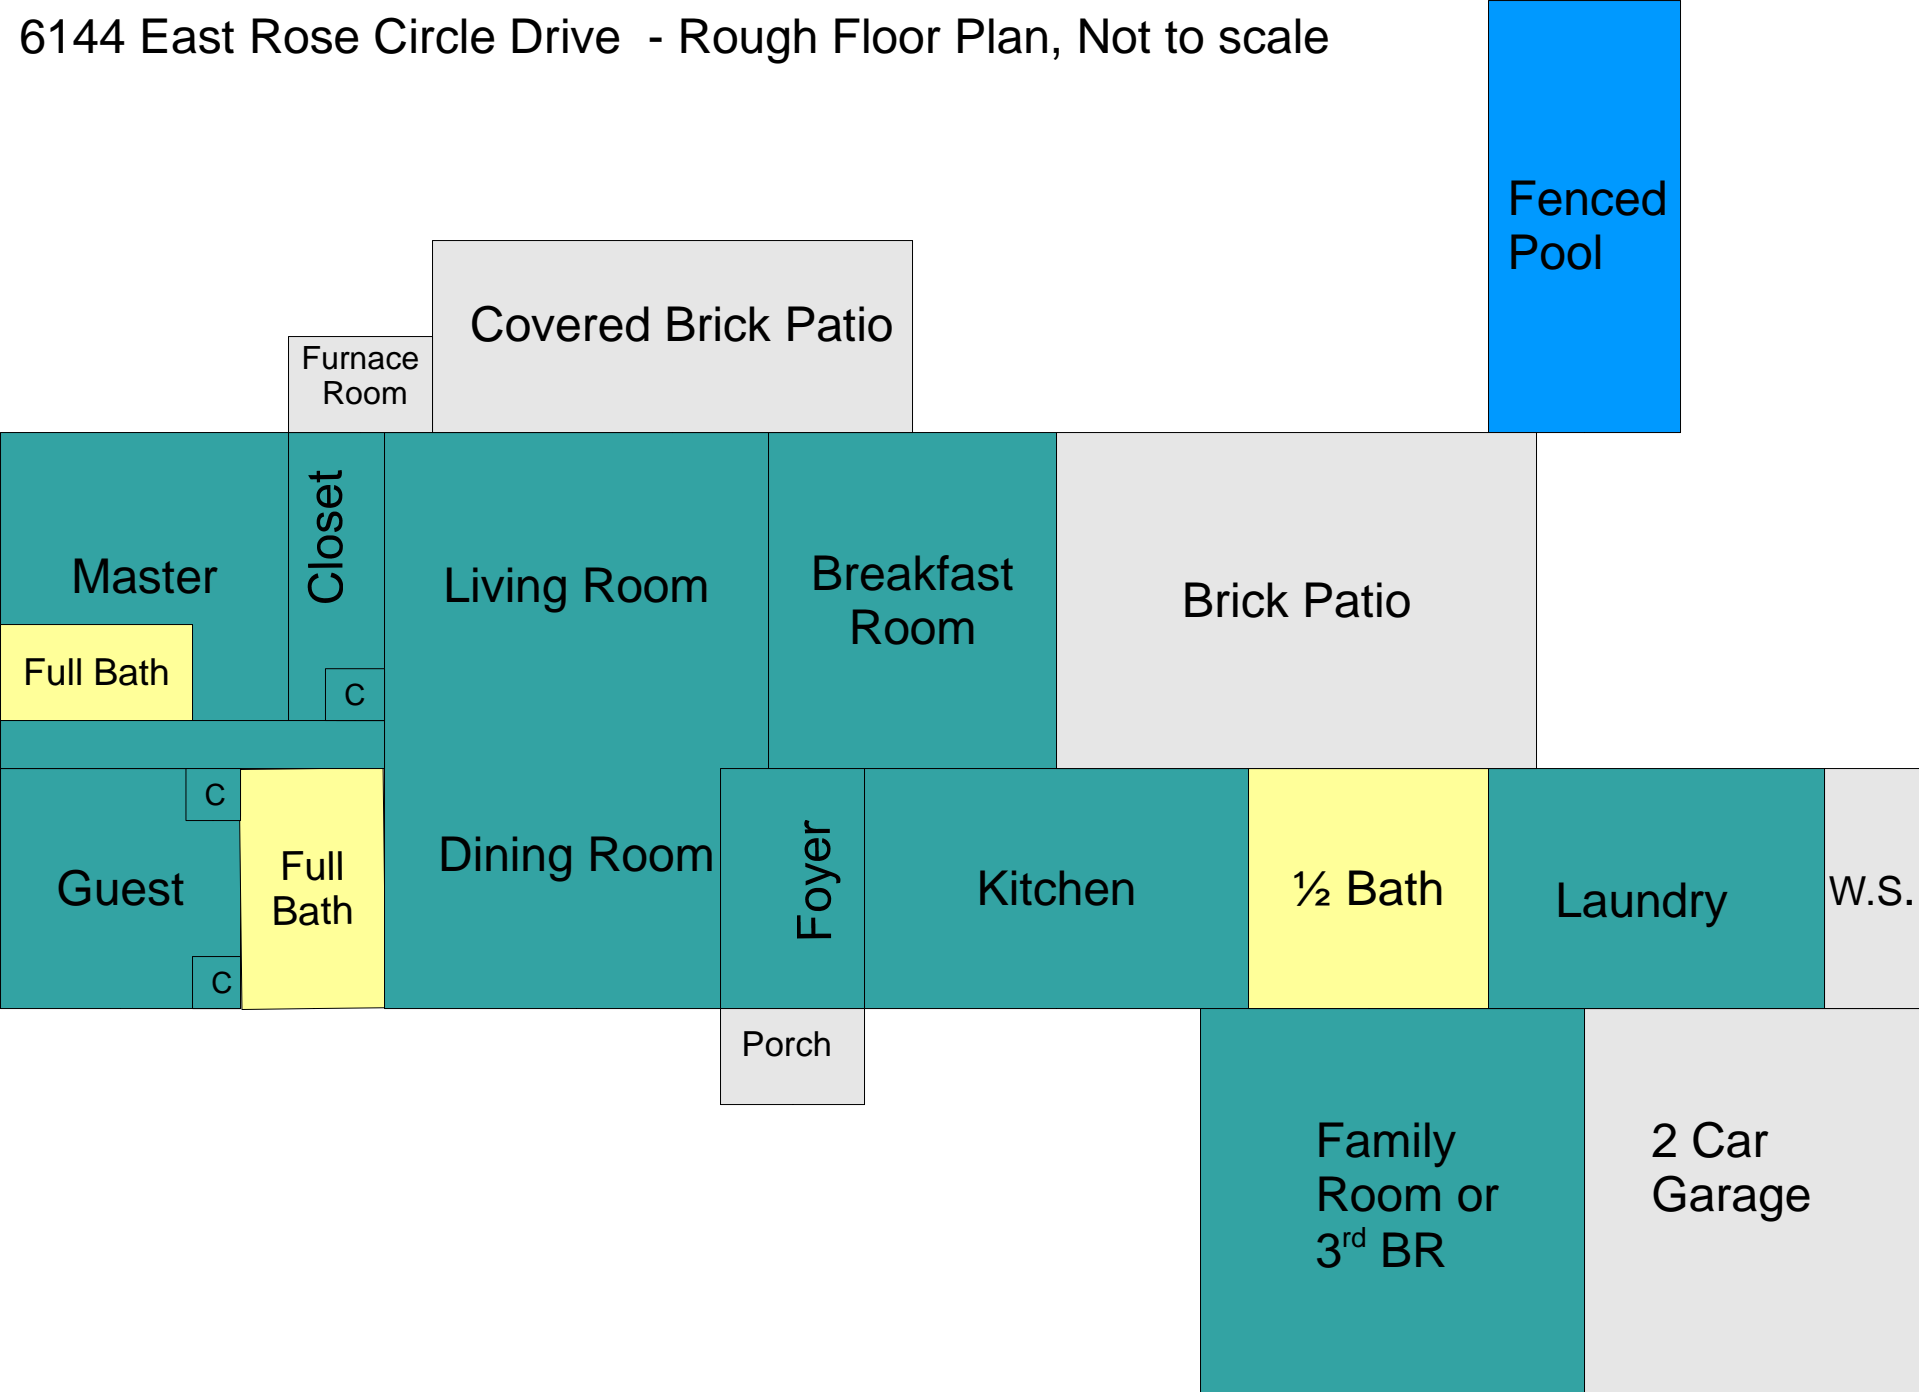 6144 East Rose Circle Drive  - Rough Floor Plan, Not to scale
Fenced
Pool
Covered Brick Patio
Furnace
Room
Master
Closet
Living Room
Breakfast
Room
Brick Patio
Full Bath
C
C
Guest
Full
Bath
Dining Room
Foyer
Kitchen
½ Bath
Laundry
W.S.
C
Porch
Family
Room or
3rd BR
2 Car
Garage